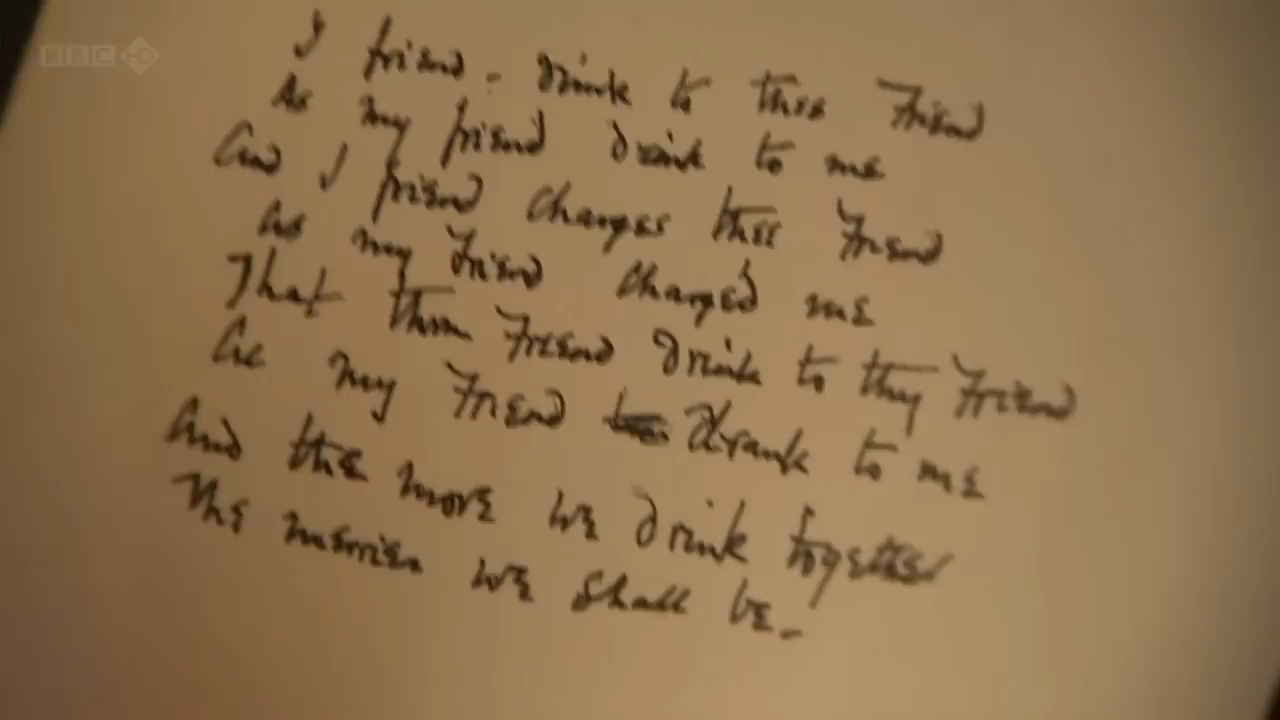 BBC HD
I friend - drink to thee Friend
As my friend drink to me
And I friend charges thee Friend
As my Friend charged me
That thou Friend drink to thy Friend
As my Friend drank to me
And the more we drink together
The merrier we shall be-